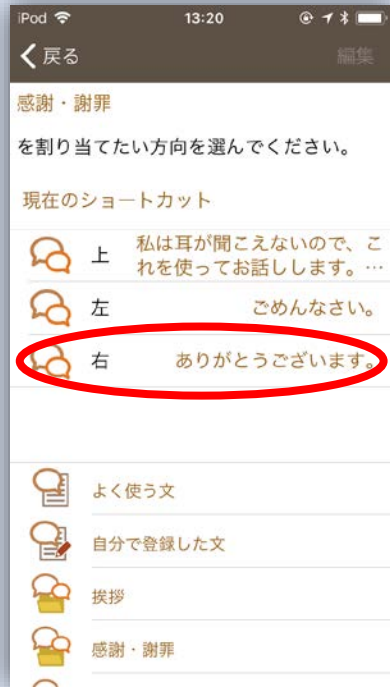 iPod 13:20
戻る 編集
感謝・謝罪
を割り当てたい方向を選んでください。
現在のショートカット
上 私は耳が聞こえないので、こ
れを使ってお話しします。…
左 ごめんなさい。
右 ありがとうございます。
よく使う文
自分で登録した文
挨拶
感謝・謝罪